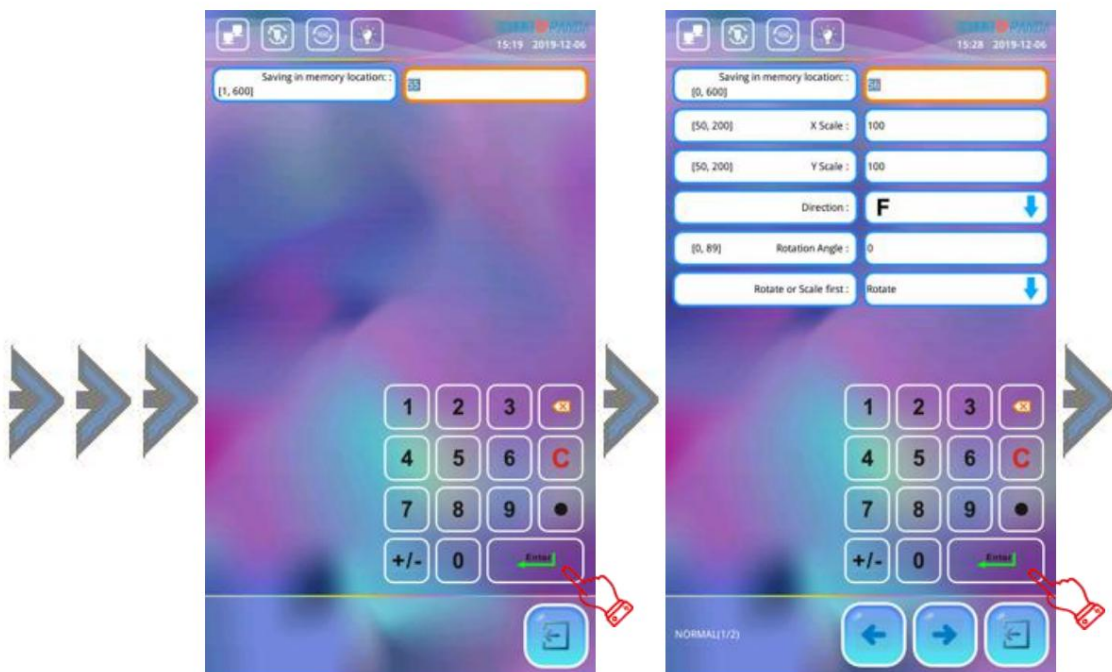 15:19 2019-12-06
Saving in memory location: :
[1, 600]
55
1 2 3
4 5 6 C
7 8 9
+/- 0 Enter
15:28 2019-12-06
Saving in memory location: :
[0, 600]
56
[50, 200] X Scale : 100
[50, 200] Y Scale : 100
Direction : F
[0, 89] Rotation Angle : 0
Rotate or Scale first : Rotate
1 2 3
4 5 6 C
7 8 9
+/- 0 Enter
NORMAL(1/2)